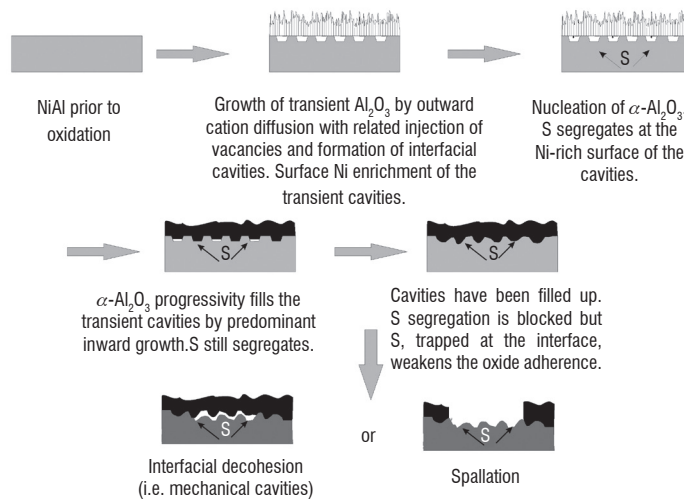 S
NiAl prior to
oxidation
Growth of transient Al₂O₃ by outward
cation diffusion with related injection of
vacancies and formation of interfacial
cavities. Surface Ni enrichment of the
transient cavities.
Nucleation of α-Al₂O₃.
S segregates at the
Ni-rich surface of the
cavities.
S
S
α-Al₂O₃ progressivity fills the
transient cavities by predominant
inward growth.S still segregates.
Cavities have been filled up.
S segregation is blocked but
S, trapped at the interface,
weakens the oxide adherence.
S
or
S
Interfacial decohesion
(i.e. mechanical cavities)
Spallation